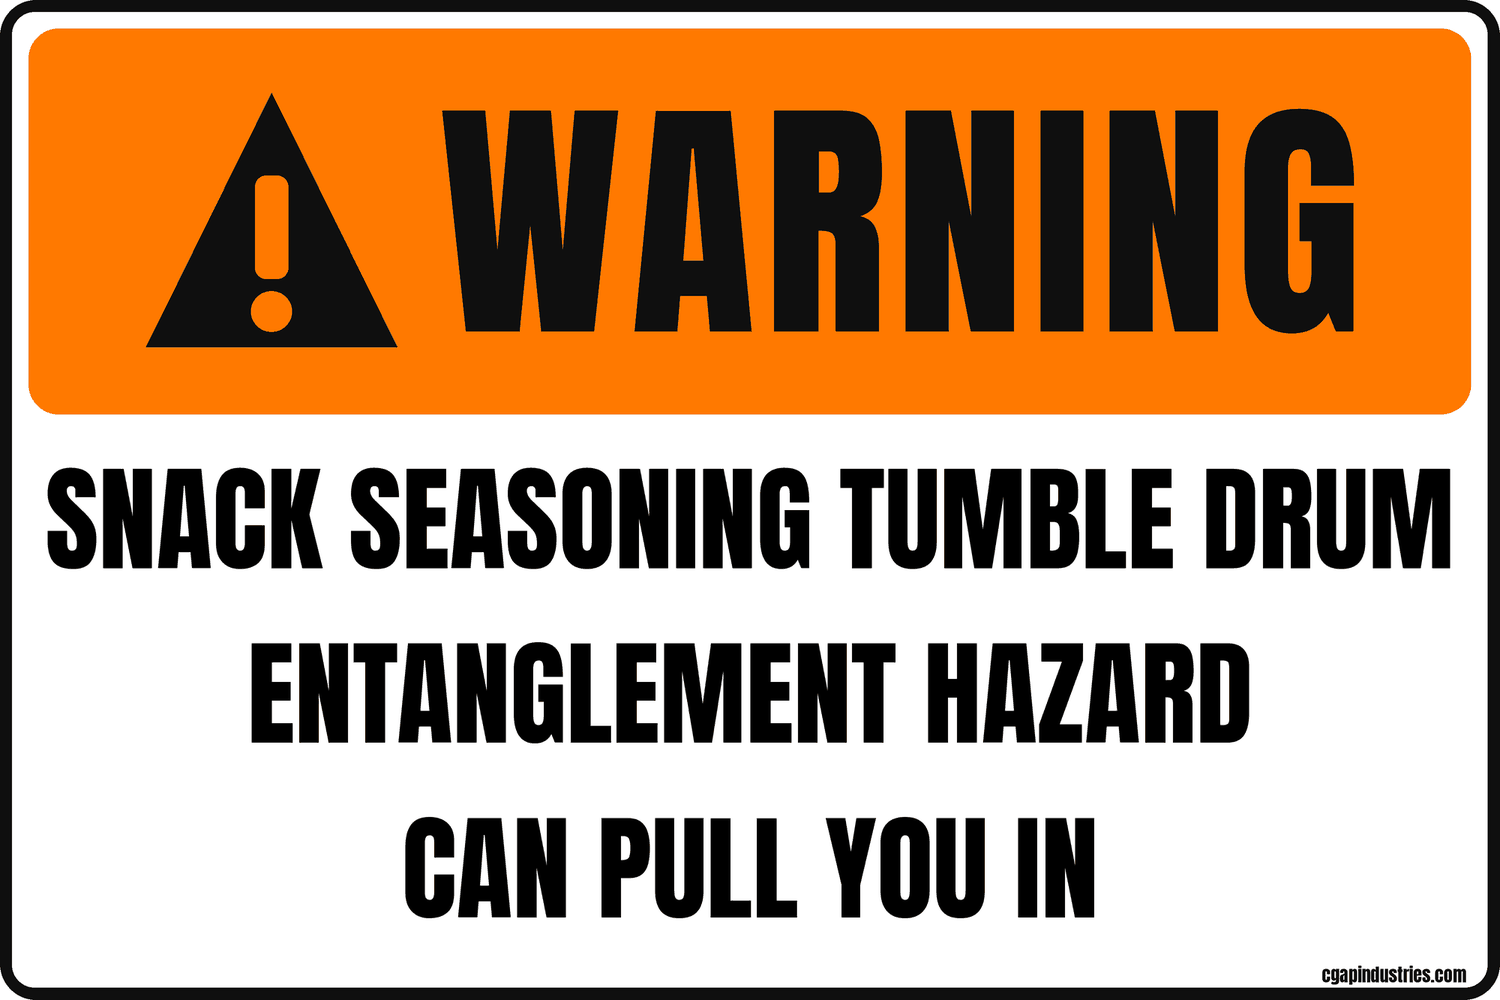 WARNING
SNACK SEASONING TUMBLE DRUM
ENTANGLEMENT HAZARD
CAN PULL YOU IN
cgapindustries.com